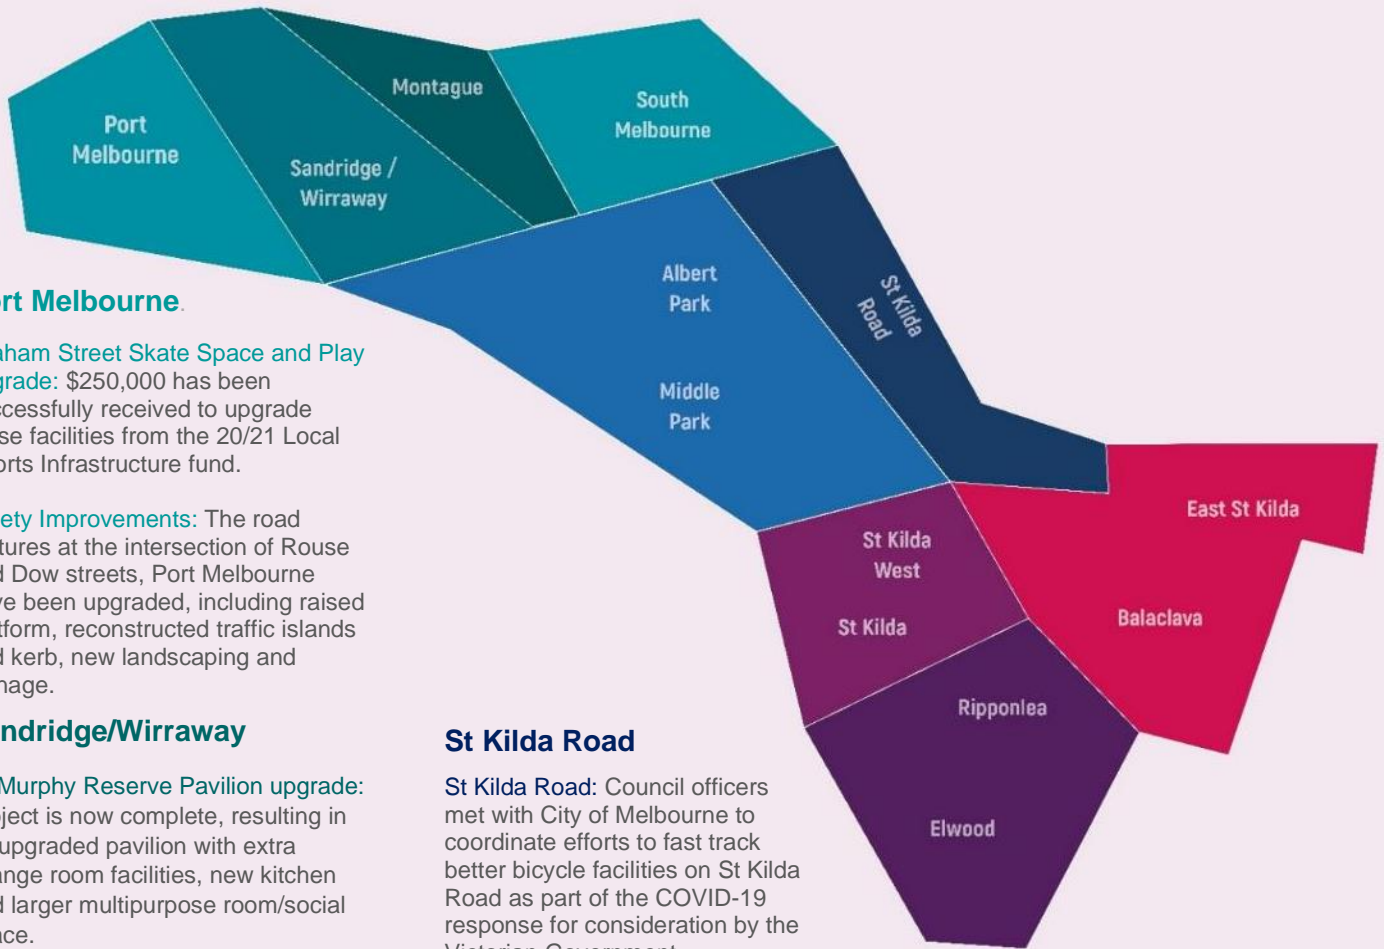 Port
Melbourne
Sandridge /
Wirraway
Montague
South
Melbourne
Albert
Park
Middle
Park
St Kilda
Road
St Kilda
West
St Kilda
East St Kilda
Balaclava
Ripponlea
Elwood
ort Melbourne.
aham Street Skate Space and Play
grade: $250,000 has been
ccessfully received to upgrade
se facilities from the 20/21 Local
orts Infrastructure fund.
ety Improvements: The road
tures at the intersection of Rouse
d Dow streets, Port Melbourne
ve been upgraded, including raised
tform, reconstructed traffic islands
d kerb, new landscaping and
nage.
ndridge/Wirraway
Murphy Reserve Pavilion upgrade:
ject is now complete, resulting in
upgraded pavilion with extra
ange room facilities, new kitchen
d larger multipurpose room/social
ace.
St Kilda Road
St Kilda Road: Council officers
met with City of Melbourne to
coordinate efforts to fast track
better bicycle facilities on St Kilda
Road as part of the COVID-19
response for consideration by the
Victorian Government